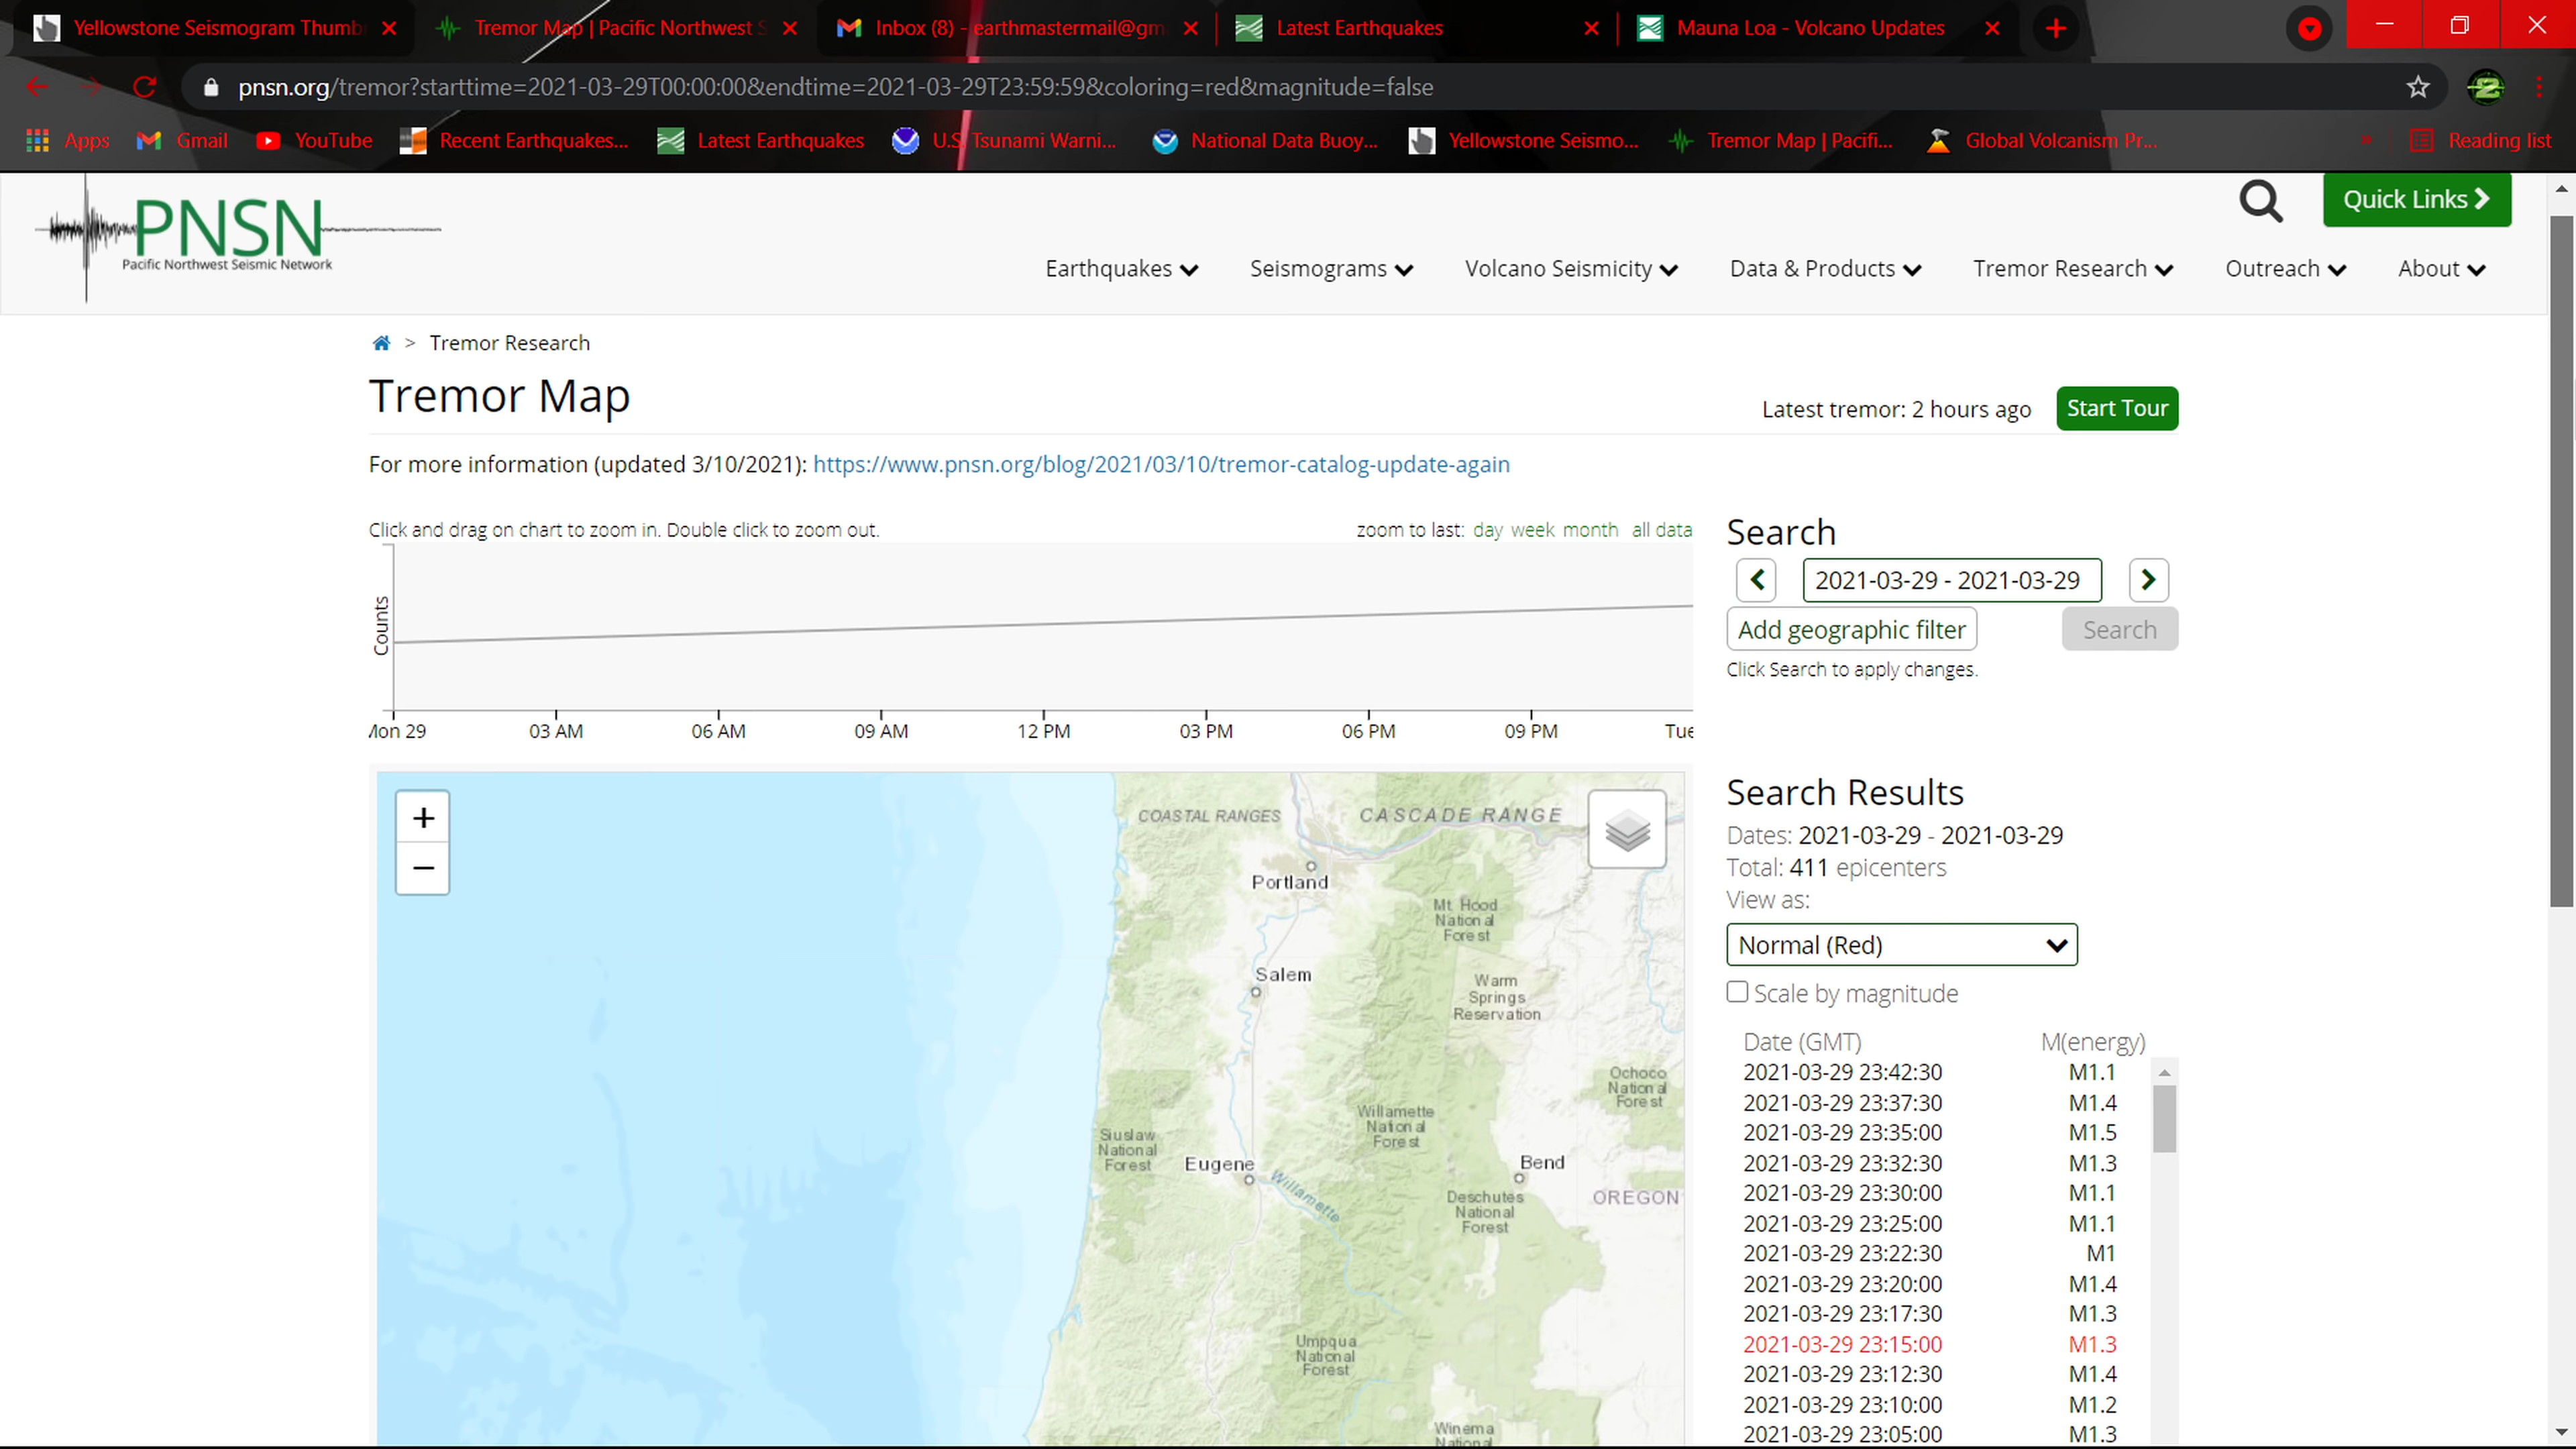 Yellowstone Seismogram Thumb
Tremor Map | Pacific Northwest S
Inbox (8) - earthmastermail@gm
Latest Earthquakes
Mauna Loa - Volcano Updates
pnsn.org/tremor?starttime=2021-03-29T00:00:00&endtime=2021-03-29T23:59:59&coloring=red&magnitude=false
Apps
Gmail
YouTube
Recent Earthquakes...
Latest Earthquakes
U.S. Tsunami Warni...
National Data Buoy...
Yellowstone Seismo...
Tremor Map | Pacifi...
Global Volcanism Pr...
Reading list
PNSN
Pacific Northwest Seismic Network
Quick Links
Earthquakes
Seismograms
Volcano Seismicity
Data & Products
Tremor Research
Outreach
About
> Tremor Research
Tremor Map
Latest tremor: 2 hours ago
Start Tour
For more information (updated 3/10/2021): https://www.pnsn.org/blog/2021/03/10/tremor-catalog-update-again
Click and drag on chart to zoom in. Double click to zoom out.
zoom to last: day week month all data
Counts
Mon 29
03 AM
06 AM
09 AM
12 PM
03 PM
06 PM
09 PM
Tue
Search
2021-03-29 - 2021-03-29
Add geographic filter
Search
Click Search to apply changes.
+
−
COASTAL RANGES
CASCADE RANGE
Portland
Mt Hood
National
Forest
Salem
Warm
Springs
Reservation
Ochoco
National
Forest
Willamette
National
Forest
Siuslaw
National
Forest
Eugene
Willamette
Bend
Deschutes
National
Forest
OREGON
Umpqua
National
Forest
Winema
National
Search Results
Dates: 2021-03-29 - 2021-03-29
Total: 411 epicenters
View as:
Normal (Red)
Scale by magnitude
Date (GMT) M(energy)
2021-03-29 23:42:30 M1.1
2021-03-29 23:37:30 M1.4
2021-03-29 23:35:00 M1.5
2021-03-29 23:32:30 M1.3
2021-03-29 23:30:00 M1.1
2021-03-29 23:25:00 M1.1
2021-03-29 23:22:30 M1
2021-03-29 23:20:00 M1.4
2021-03-29 23:17:30 M1.3
2021-03-29 23:15:00 M1.3
2021-03-29 23:12:30 M1.4
2021-03-29 23:10:00 M1.2
2021-03-29 23:05:00 M1.3